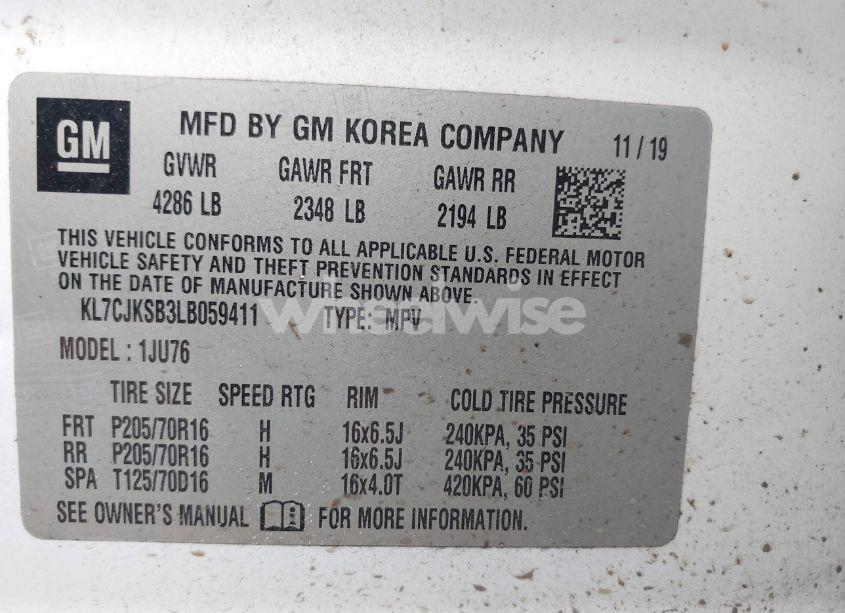 GM MFD BY GM KOREA COMPANY 11/19
GVWR GAWR FRT GAWR RR
4286 LB 2348 LB 2194 LB
THIS VEHICLE CONFORMS TO ALL APPLICABLE U.S. FEDERAL MOTOR
VEHICLE SAFETY AND THEFT PREVENTION STANDARDS IN EFFECT
ON THE DATE OF MANUFACTURE SHOWN ABOVE.
KL7CJKSB3LB059411 TYPE: MPV
wheelwise
MODEL : 1JU76
TIRE SIZE SPEED RTG RIM COLD TIRE PRESSURE
FRT P205/70R16 H 16x6.5J 240KPA, 35 PSI
RR P205/70R16 H 16x6.5J 240KPA, 35 PSI
SPA T125/70D16 M 16x4.0T 420KPA, 60 PSI
SEE OWNER'S MANUAL FOR MORE INFORMATION.